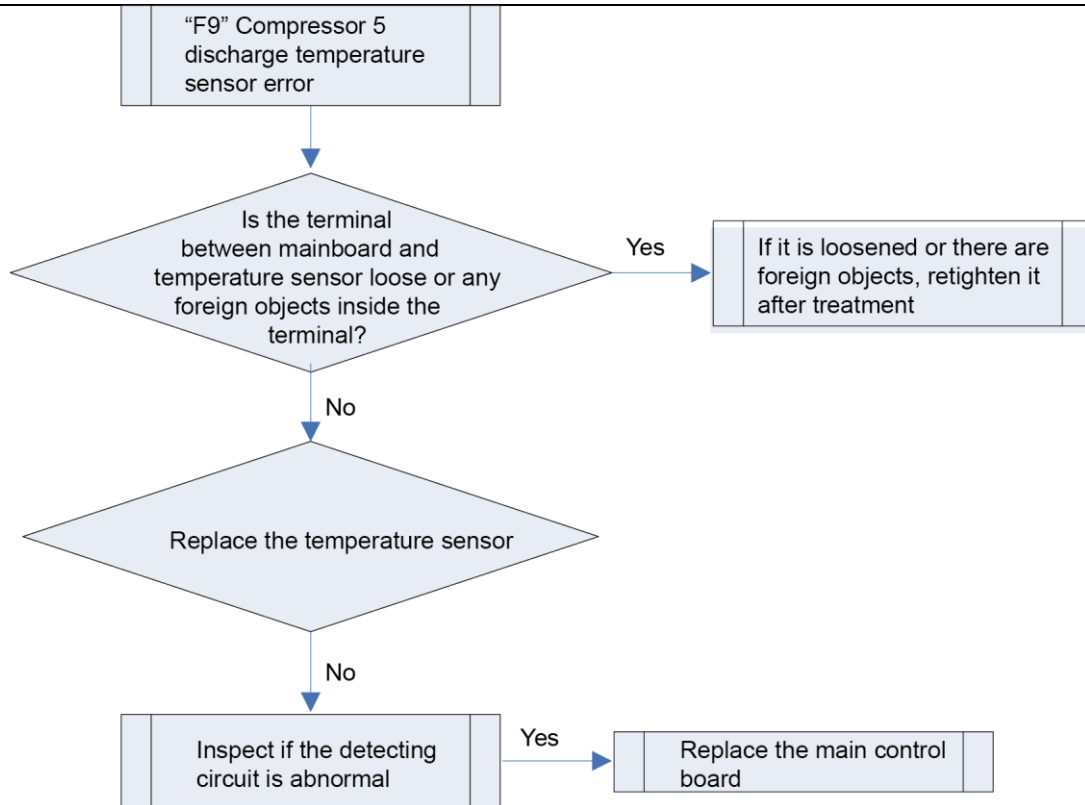 “F9” Compressor 5
discharge temperature
sensor error
Is the terminal
between mainboard and
temperature sensor loose or any
foreign objects inside the
terminal?
Yes
If it is loosened or there are
foreign objects, retighten it
after treatment
No
Replace the temperature sensor
No
Inspect if the detecting
circuit is abnormal
Yes
Replace the main control
board